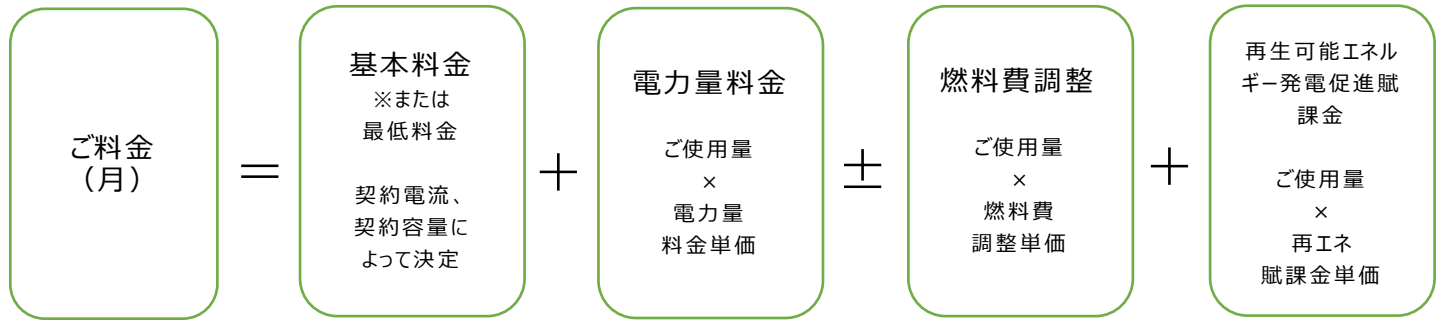 ご料金
（月）
＝
基本料金
※または
最低料金
契約電流、
契約容量に
よって決定
＋
電力量料金
ご使用量
×
電力量
料金単価
±
燃料費調整
ご使用量
×
燃料費
調整単価
＋
再生可能エネル
ギー発電促進賦
課金
ご使用量
×
再エネ
賦課金単価